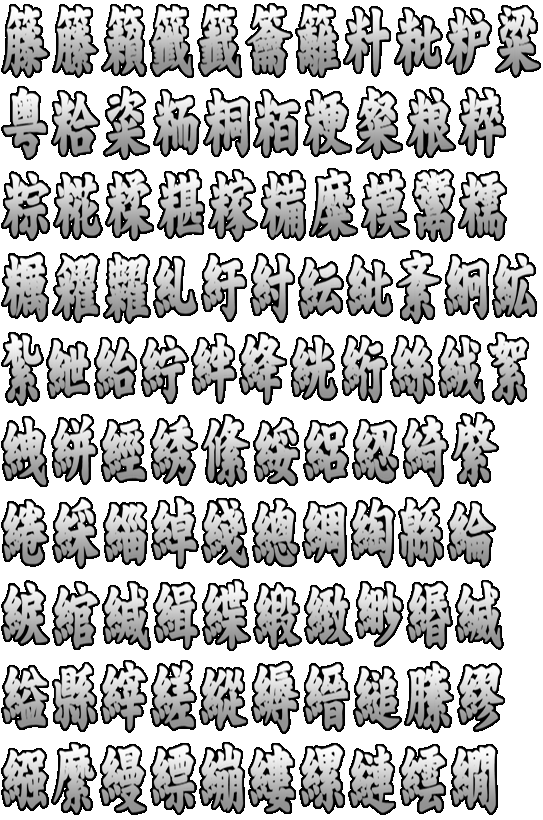 籐籘籟籤籖籥籬籵粃粐粱
粤粭粢粫粡粨粳粲粮粹
粽糀糅糂糘糒糜糢鬻糯
糲糴糶糺紆紂紜紕紊絅絋
紮紲紿紵絆絳絖絎絲絨絮
絏絣經綉絛綏絽綛綺綮
綣綵緇綽綫總綢綯緜綸
綟綰緘緝緤緞緻緲緡縅
縊縣縡縒縱縟縉縋縢繆
繦縻縵縹繃縷縲縺繧繝